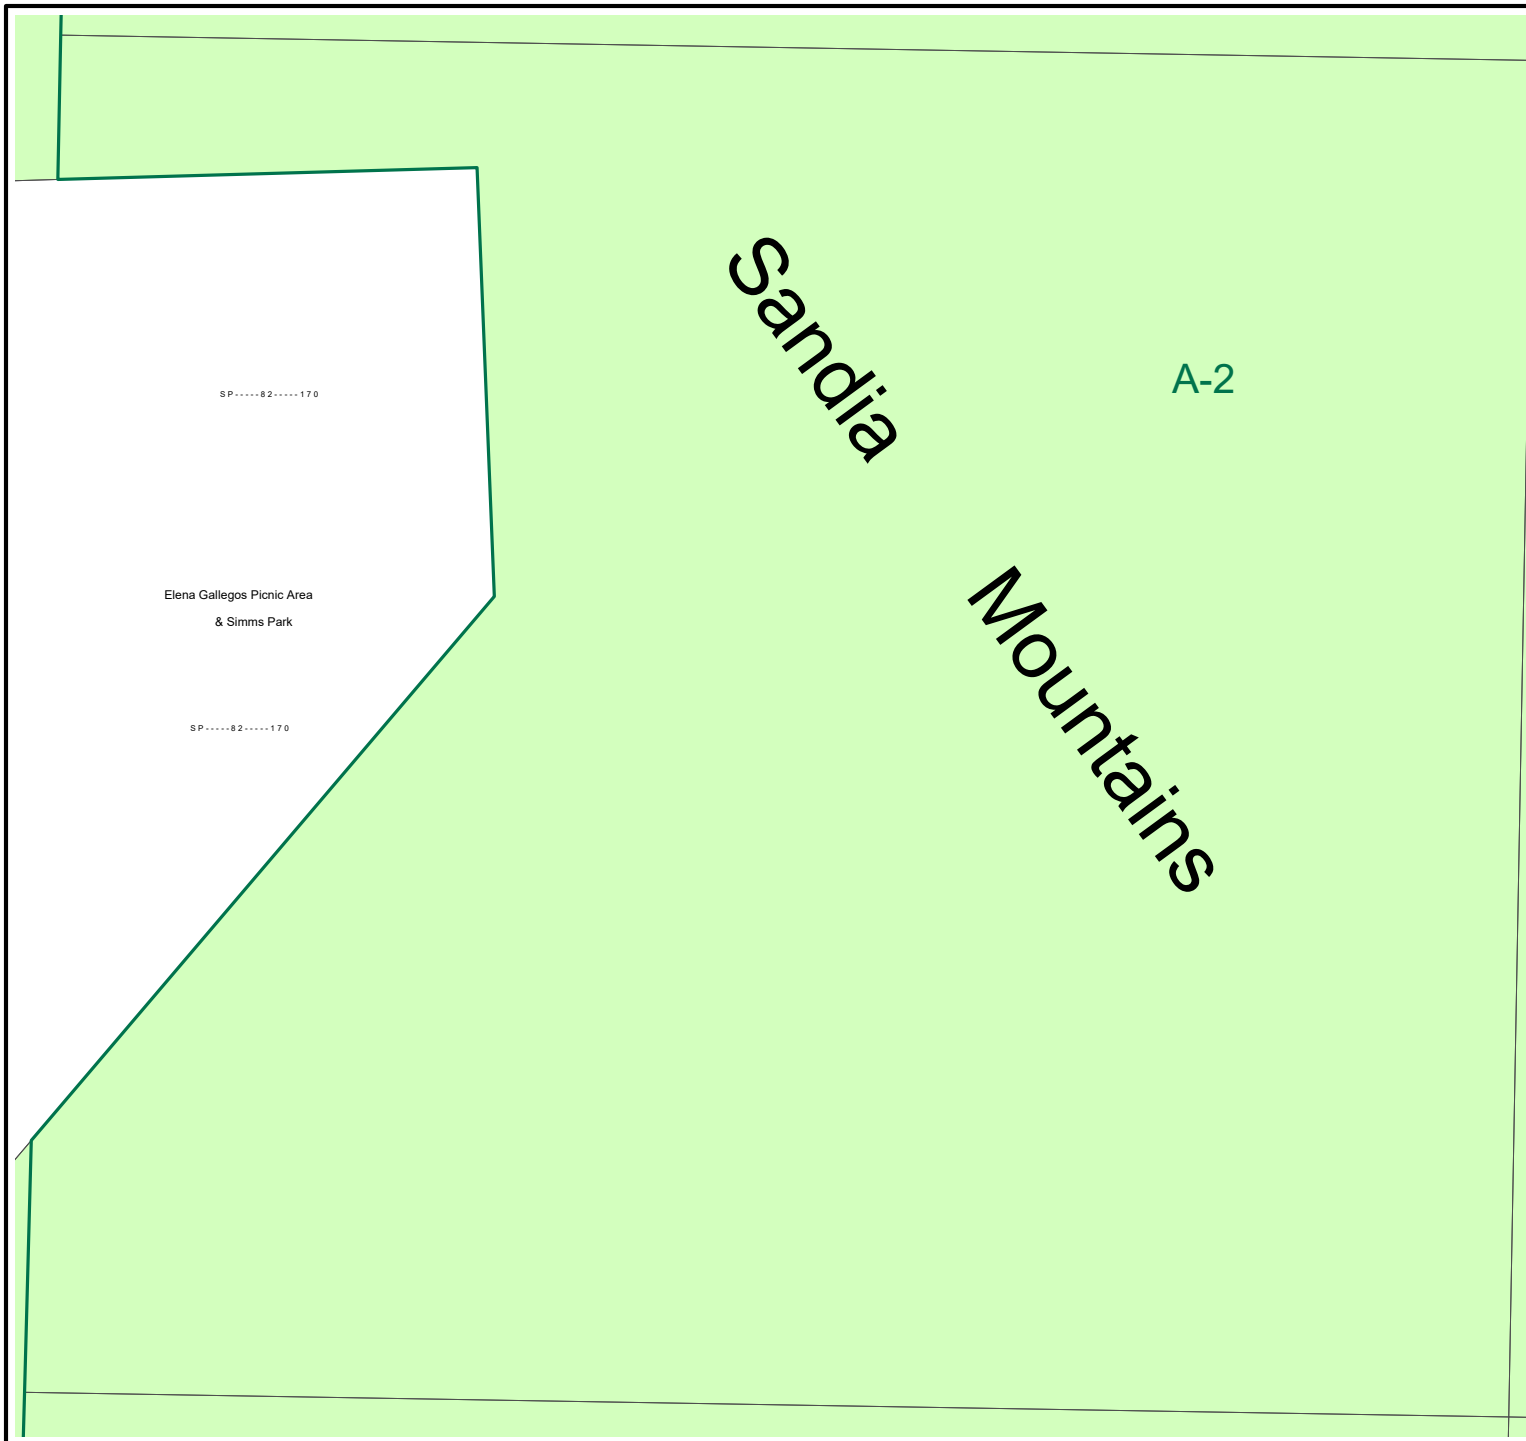 Sandia
A-2
SP-----82-----170
Mountains
Elena Gallegos Picnic Area
& Simms Park
SP-----82-----170